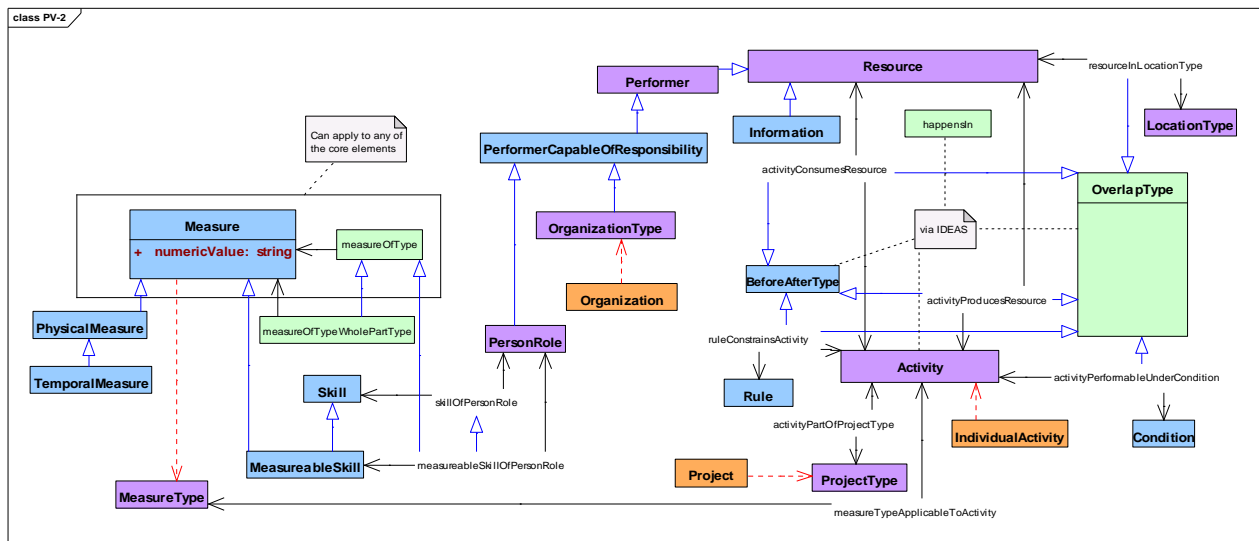 class PV-2
Resource
resourceInLocationType
Performer
LocationType
Can apply to any of
the core elements
Information
happensIn
PerformerCapableOfResponsibility
activityConsumesResource
OverlapType
Measure
+ numericValue: string
measureOfType
OrganizationType
via IDEAS
BeforeAfterType
Organization
activityProducesResource
PhysicalMeasure
measureOfTypeWholePartType
PersonRole
ruleConstrainsActivity
Activity
TemporalMeasure
Skill
skillOfPersonRole
Rule
activityPerformableUnderCondition
activityPartOfProjectType
IndividualActivity
Condition
MeasureableSkill
measureableSkillOfPersonRole
Project
ProjectType
MeasureType
measureTypeApplicableToActivity